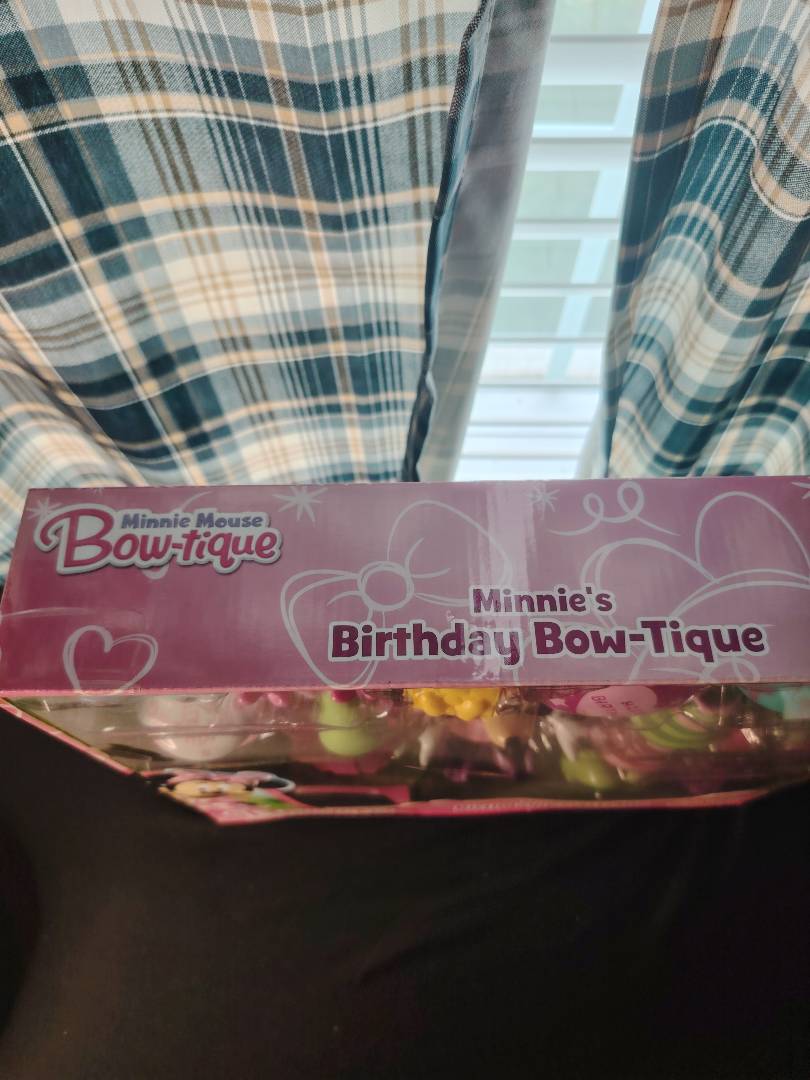 Minnie Mouse
Bow-tique
Minnie's
Birthday Bow-Tique